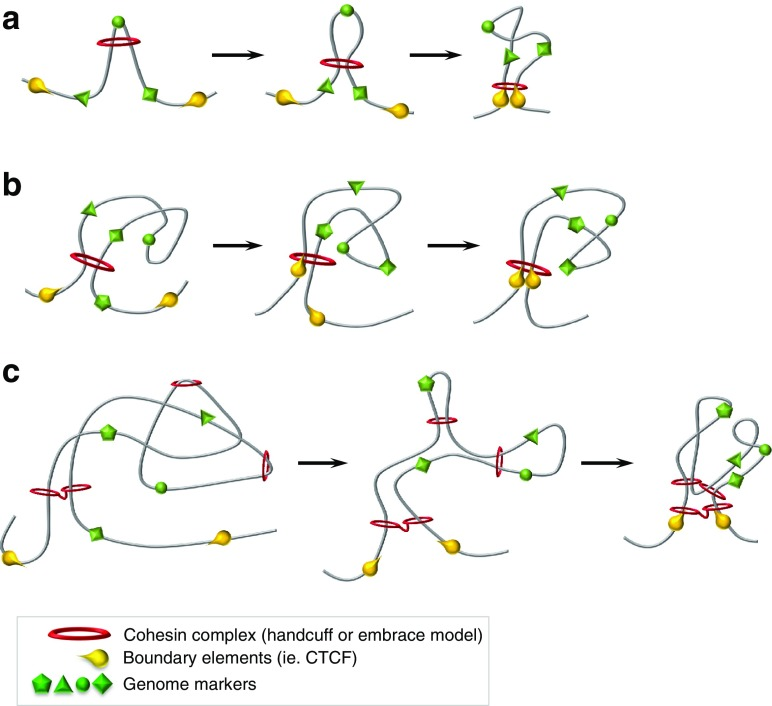 a
b
c
Cohesin complex (handcuff or embrace model)
Boundary elements (ie. CTCF)
Genome markers